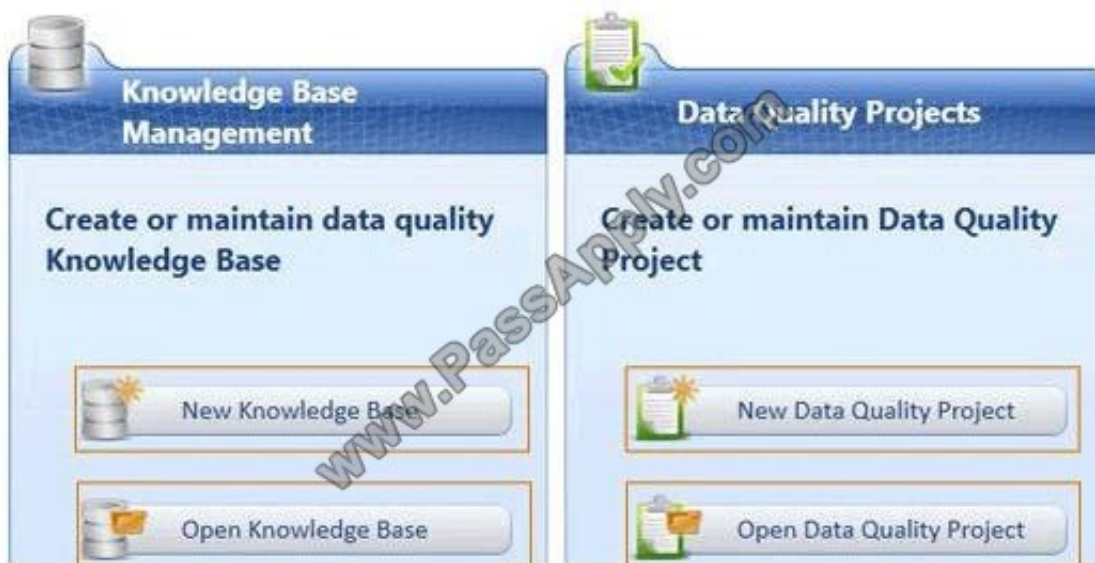 Knowledge Base
Management
Create or maintain data quality
Knowledge Base
New Knowledge Base
Open Knowledge Base
Data Quality Projects
Create or maintain Data Quality
Project
New Data Quality Project
Open Data Quality Project
www.PassApply.com